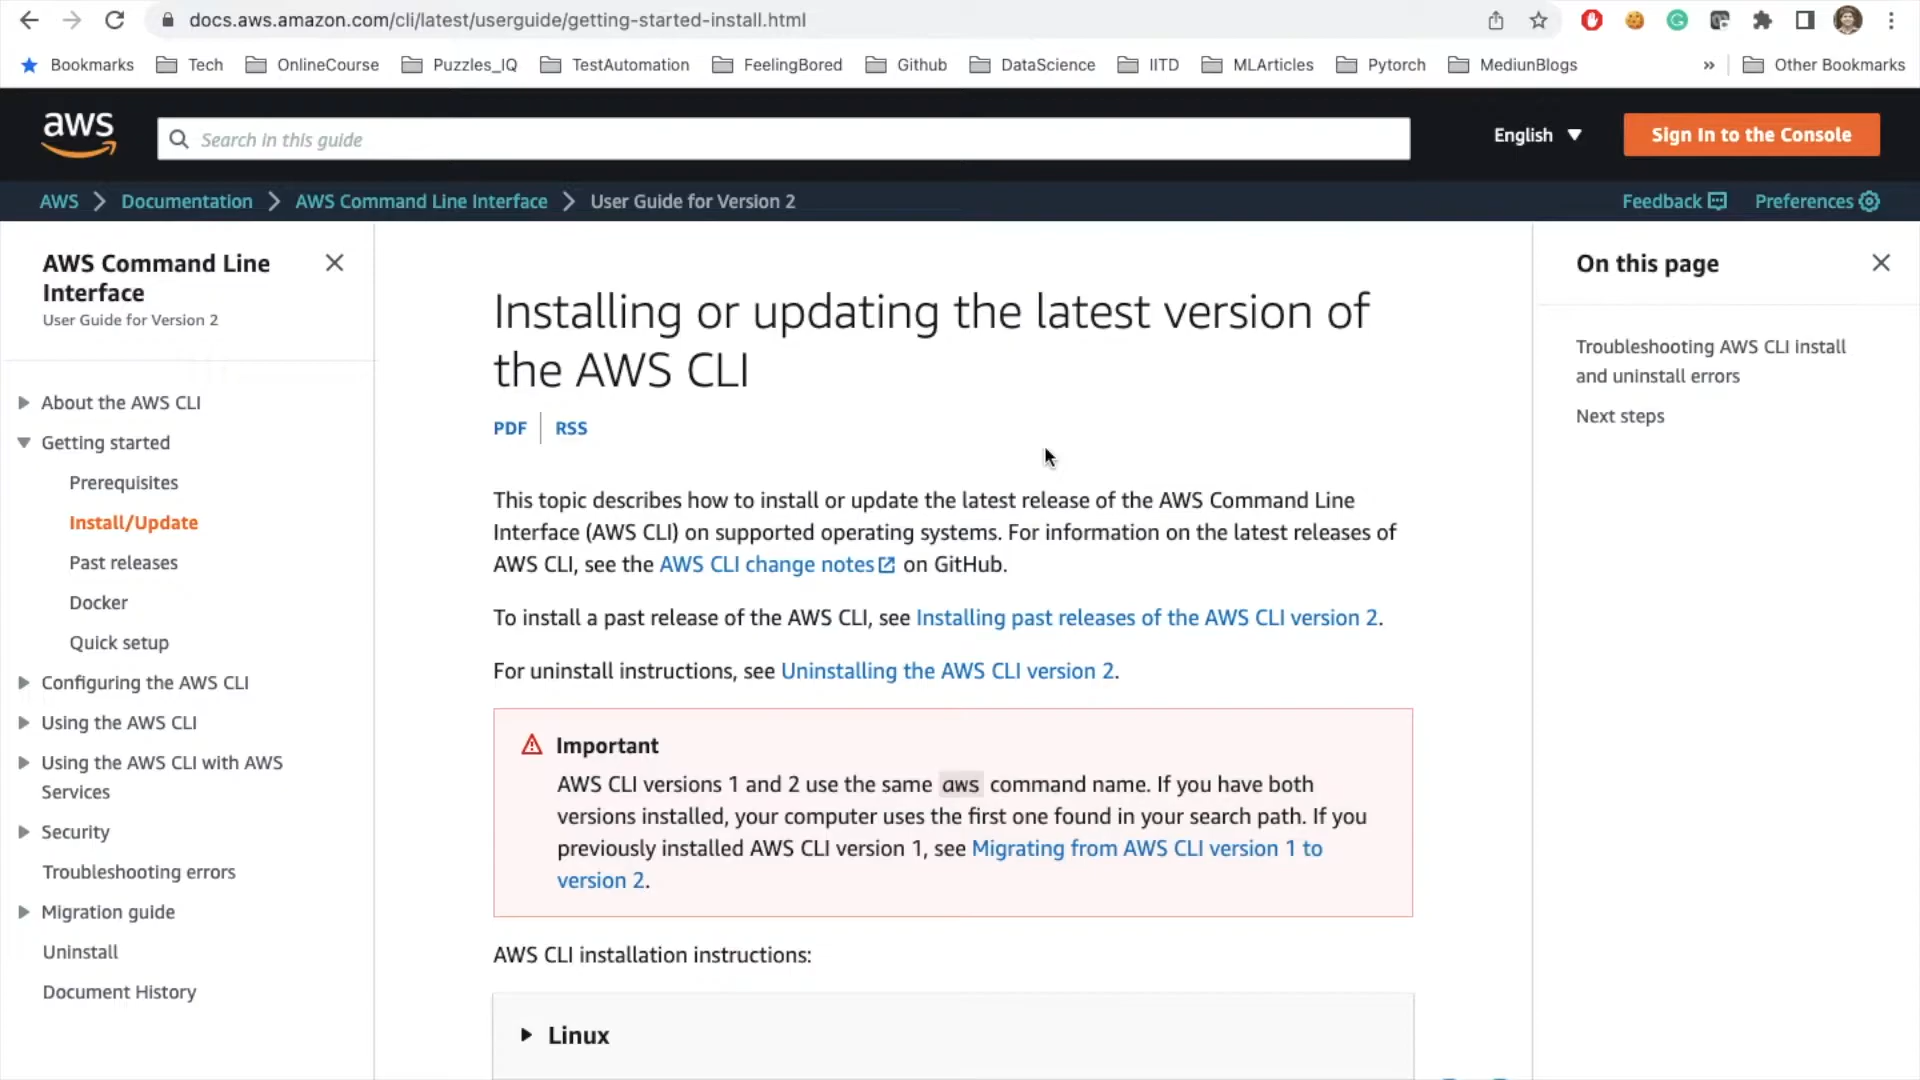 docs.aws.amazon.com/cli/latest/userguide/getting-started-install.html
Bookmarks Tech OnlineCourse Puzzles_IQ TestAutomation FeelingBored Github DataScience IITD MLArticles Pytorch MediunBlogs » Other Bookmarks
aws Search in this guide English Sign In to the Console
AWS Documentation AWS Command Line Interface User Guide for Version 2 Feedback Preferences
AWS Command Line
Interface
User Guide for Version 2
About the AWS CLI
Getting started
Prerequisites
Install/Update
Past releases
Docker
Quick setup
Configuring the AWS CLI
Using the AWS CLI
Using the AWS CLI with AWS
Services
Security
Troubleshooting errors
Migration guide
Uninstall
Document History
Installing or updating the latest version of
the AWS CLI
PDF RSS
This topic describes how to install or update the latest release of the AWS Command Line
Interface (AWS CLI) on supported operating systems. For information on the latest releases of
AWS CLI, see the AWS CLI change notes on GitHub.
To install a past release of the AWS CLI, see Installing past releases of the AWS CLI version 2.
For uninstall instructions, see Uninstalling the AWS CLI version 2.
Important
AWS CLI versions 1 and 2 use the same aws command name. If you have both
versions installed, your computer uses the first one found in your search path. If you
previously installed AWS CLI version 1, see Migrating from AWS CLI version 1 to
version 2.
AWS CLI installation instructions:
Linux
On this page
Troubleshooting AWS CLI install
and uninstall errors
Next steps